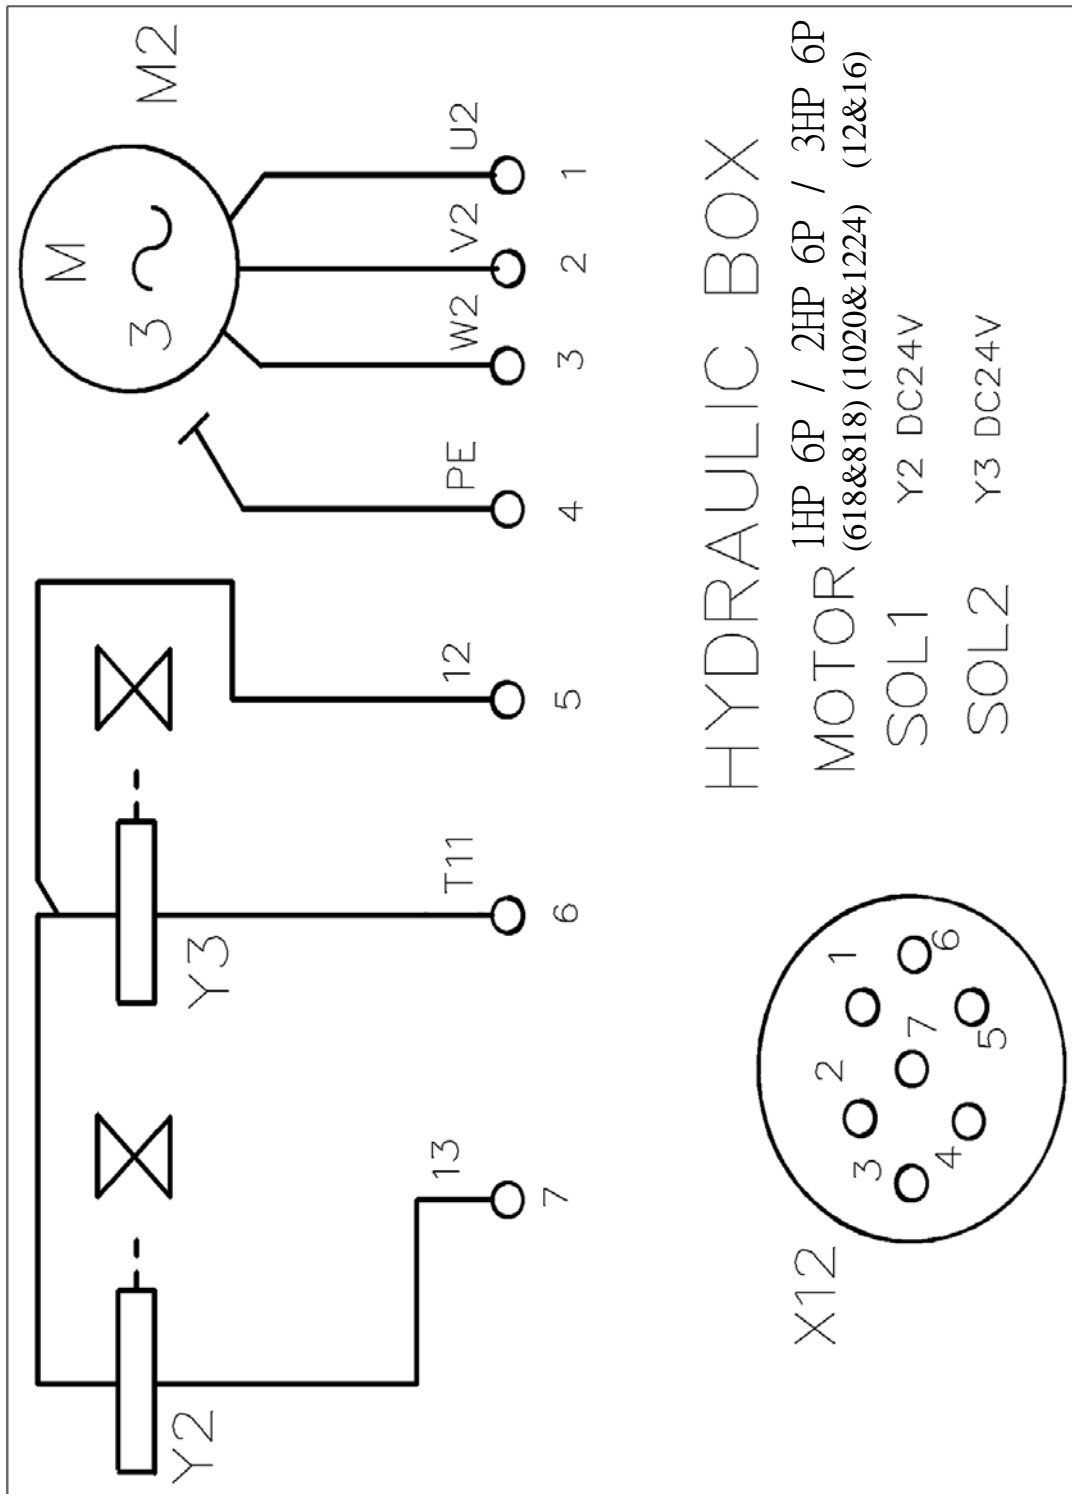 M2
M
3
U2
V2
W2
PE
12
T11
13
1
2
3
4
5
6
7
Y3
Y2
HYDRAULIC BOX
MOTOR 1HP 6P / 2HP 6P / 3HP 6P
(618&818) (1020&1224) (12&16)
SOL1 Y2 DC24V
SOL2 Y3 DC24V
X12
1
2
3
4
5
6
7